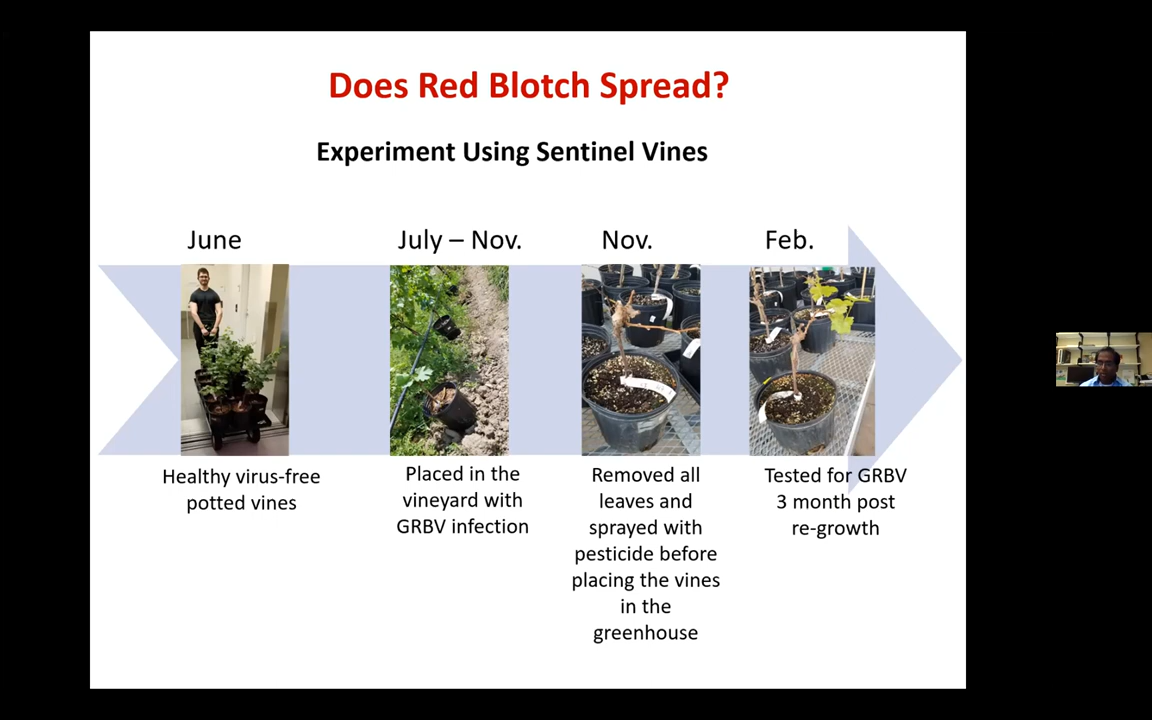 Does Red Blotch Spread?
Experiment Using Sentinel Vines
June
July – Nov.
Nov.
Feb.
Healthy virus-free
potted vines
Placed in the
vineyard with
GRBV infection
Removed all
leaves and
sprayed with
pesticide before
placing the vines
in the
greenhouse
Tested for GRBV
3 month post
re-growth